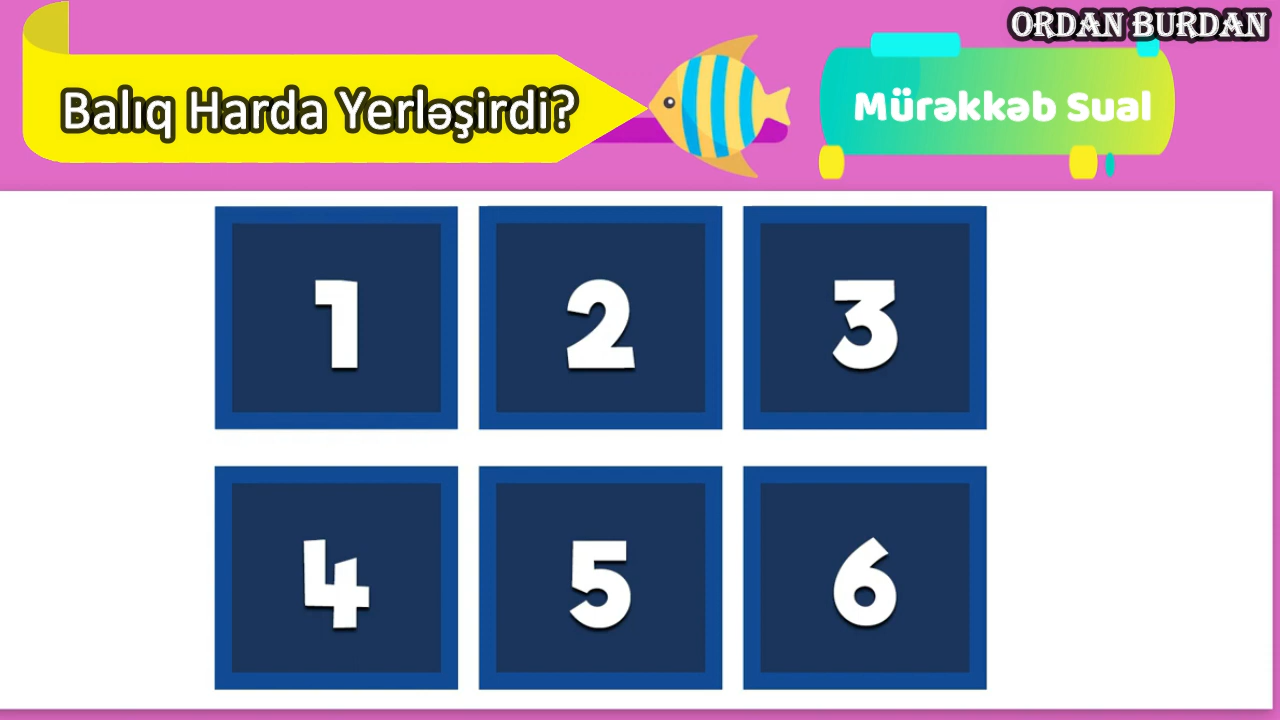 ORDAN BURDAN
Balıq Harda Yerləşirdi?
Mürəkkəb Sual
1 2 3
4 5 6